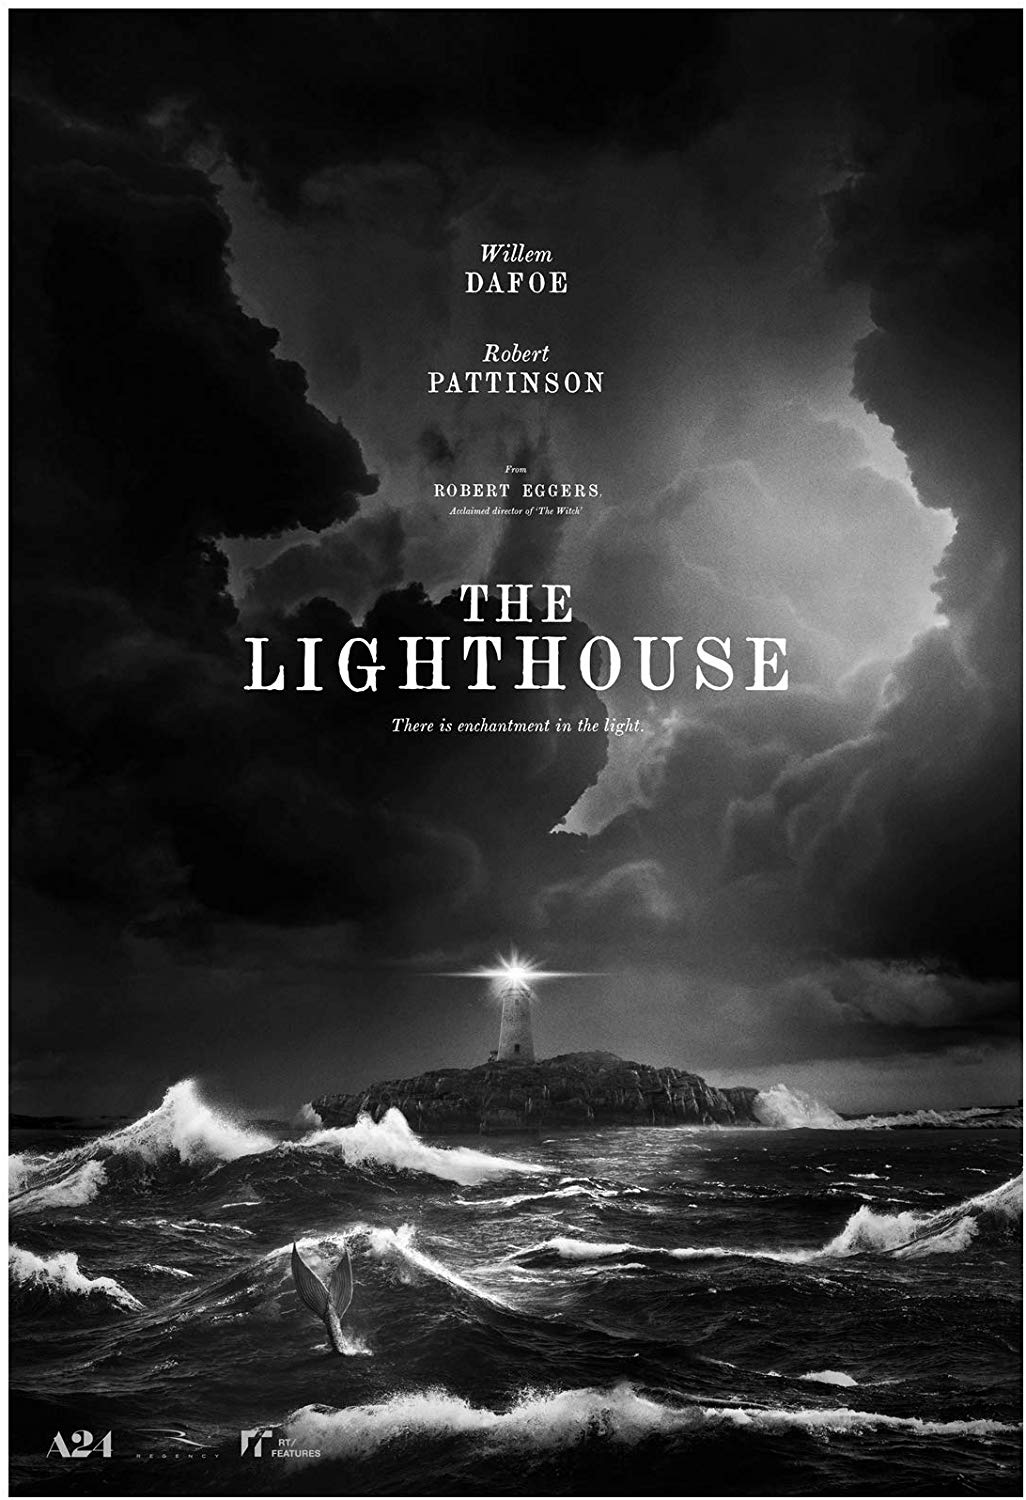 Willem
DAFOE
Robert
PATTINSON
From
ROBERT EGGERS,
Acclaimed director of 'The Witch'
THE
LIGHTHOUSE
There is enchantment in the light.
A24
REGENCY
RT/
FEATURES